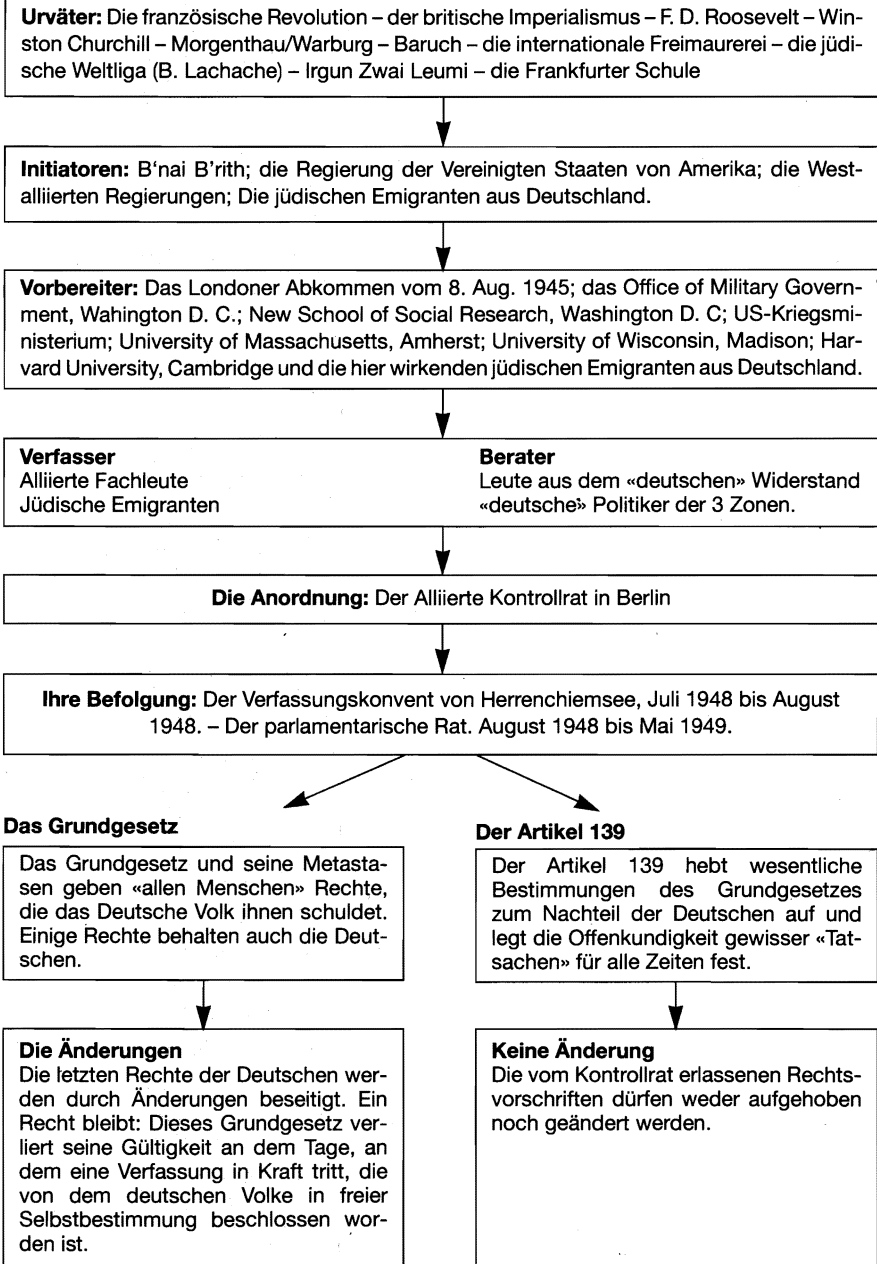 Urväter: Die französische Revolution – der britische Imperialismus – F. D. Roosevelt – Win-
ston Churchill – Morgenthau/Warburg – Baruch – die internationale Freimaurerei – die jüdi-
sche Weltliga (B. Lachache) – Irgun Zwai Leumi – die Frankfurter Schule
Initiatoren: B‘nai B’rith; die Regierung der Vereinigten Staaten von Amerika; die West-
alliierten Regierungen; Die jüdischen Emigranten aus Deutschland.
Vorbereiter: Das Londoner Abkommen vom 8. Aug. 1945; das Office of Military Govern-
ment, Wahington D. C.; New School of Social Research, Washington D. C; US-Kriegsmi-
nisterium; University of Massachusetts, Amherst; University of Wisconsin, Madison; Har-
vard University, Cambridge und die hier wirkenden jüdischen Emigranten aus Deutschland.
Verfasser
Alliierte Fachleute
Jüdische Emigranten
Berater
Leute aus dem «deutschen» Widerstand
«deutsche» Politiker der 3 Zonen.
Die Anordnung: Der Alliierte Kontrollrat in Berlin
Ihre Befolgung: Der Verfassungskonvent von Herrenchiemsee, Juli 1948 bis August
1948. – Der parlamentarische Rat. August 1948 bis Mai 1949.
Das Grundgesetz
Das Grundgesetz und seine Metasta-
sen geben «allen Menschen» Rechte,
die das Deutsche Volk ihnen schuldet.
Einige Rechte behalten auch die Deut-
schen.
Die Änderungen
Die letzten Rechte der Deutschen wer-
den durch Änderungen beseitigt. Ein
Recht bleibt: Dieses Grundgesetz ver-
liert seine Gültigkeit an dem Tage, an
dem eine Verfassung in Kraft tritt, die
von dem deutschen Volke in freier
Selbstbestimmung beschlossen wor-
den ist.
Der Artikel 139
Der Artikel 139 hebt wesentliche
Bestimmungen des Grundgesetzes
zum Nachteil der Deutschen auf und
legt die Offenkundigkeit gewisser «Tat-
sachen» für alle Zeiten fest.
Keine Änderung
Die vom Kontrollrat erlassenen Rechts-
vorschriften dürfen weder aufgehoben
noch geändert werden.